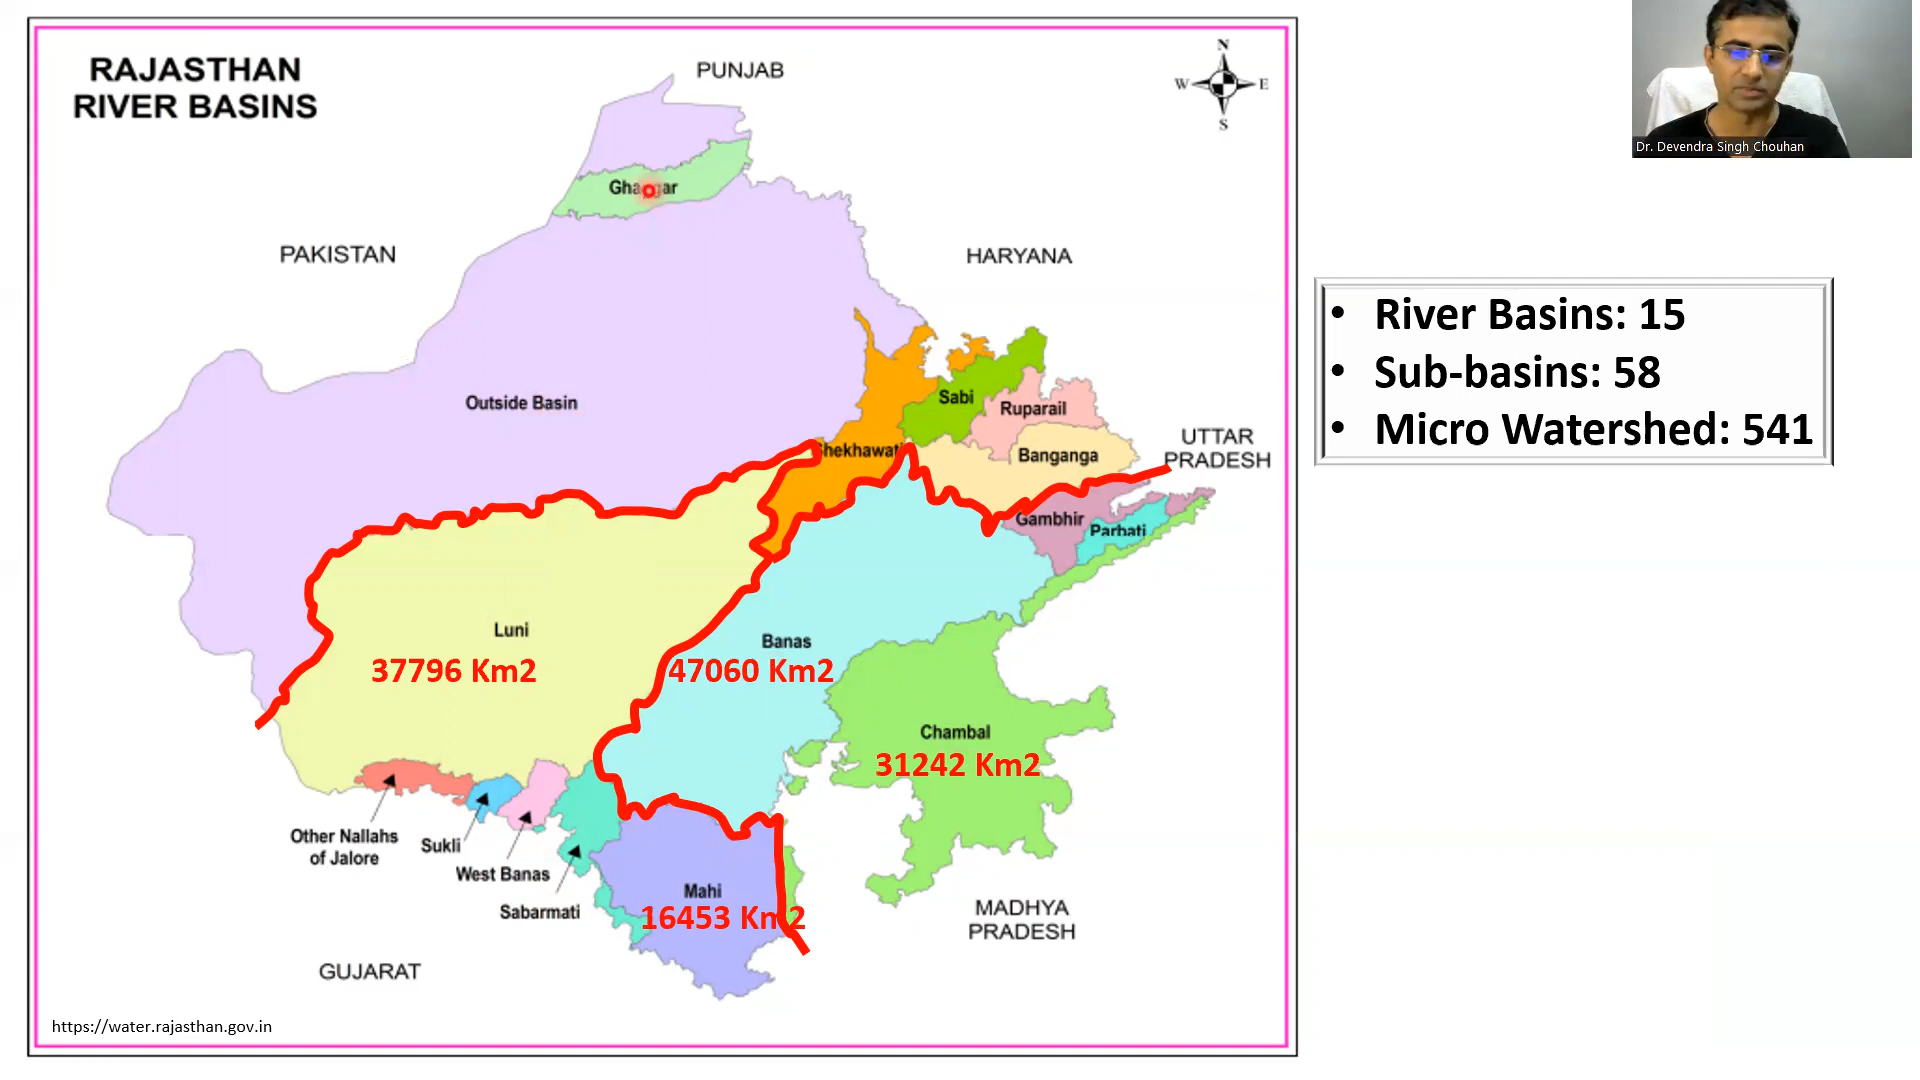 RAJASTHAN
RIVER BASINS
PUNJAB
N
W
E
S
Dr. Devendra Singh Chouhan
PAKISTAN
HARYANA
• River Basins: 15
• Sub-basins: 58
• Micro Watershed: 541
Outside Basin
Sabi
Ruparail
Banganga
UTTAR
PRADESH
Gambhir
Parbati
Luni
37796 Km2
Banas
47060 Km2
Chambal
31242 Km2
Other Nallahs
of Jalore
Sukli
West Banas
Sabarmati
Mahi
16453 Km2
MADHYA
PRADESH
GUJARAT
https://water.rajasthan.gov.in